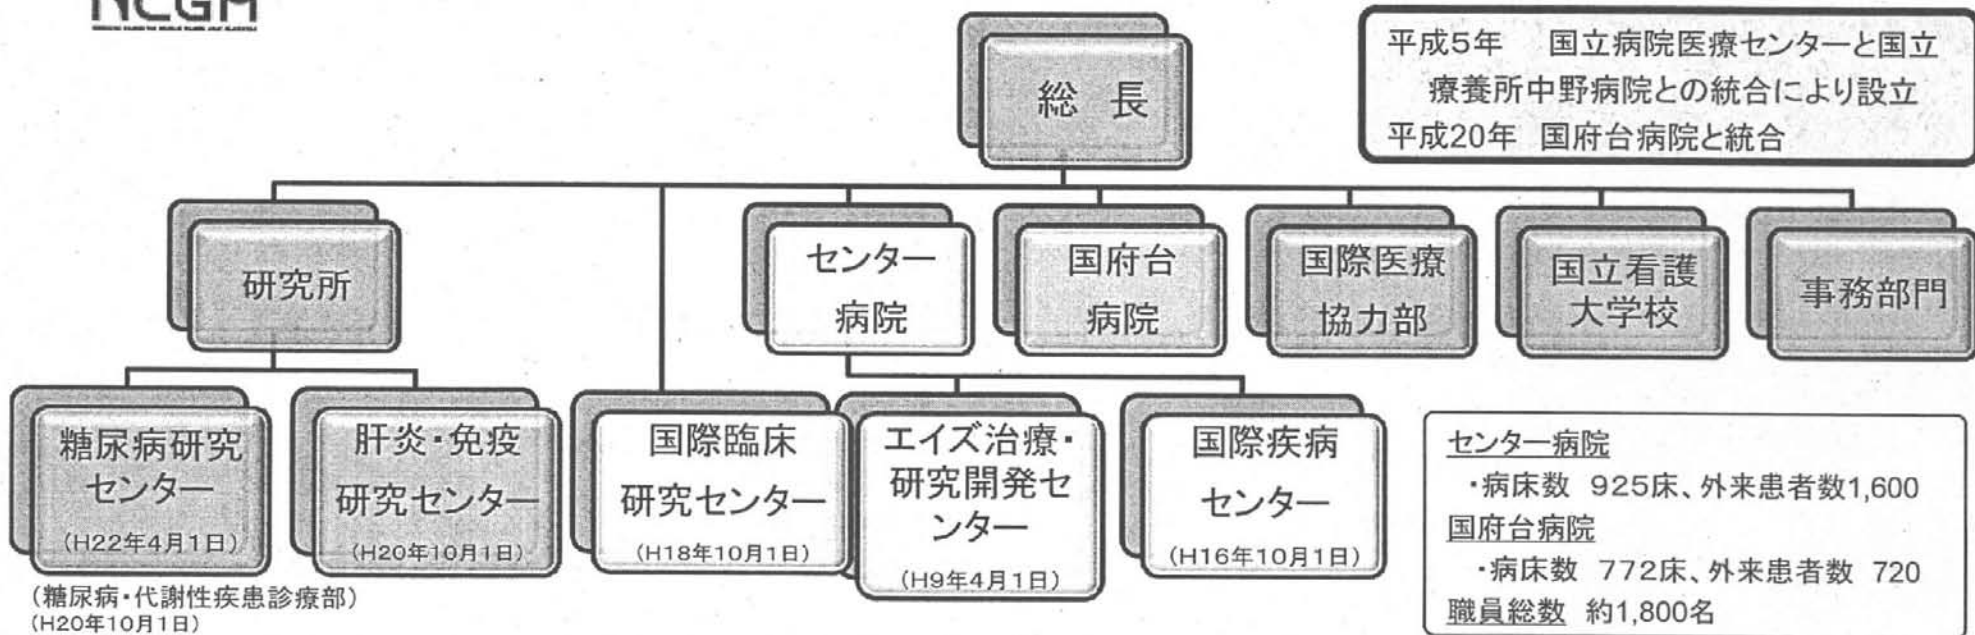 NCGM
総 長
平成5年 国立病院医療センターと国立
療養所中野病院との統合により設立
平成20年 国府台病院と統合
研究所
センター
病院
国府台
病院
国際医療
協力部
国立看護
大学校
事務部門
糖尿病研究
センター
(H22年4月1日)
(糖尿病・代謝性疾患診療部)
(H20年10月1日)
肝炎・免疫
研究センター
(H20年10月1日)
国際臨床
研究センター
(H18年10月1日)
エイズ治療・
研究開発セ
ンター
(H9年4月1日)
国際疾病
センター
(H16年10月1日)
センター病院
・病床数 925床、外来患者数1,600
国府台病院
・病床数 772床、外来患者数 720
職員総数 約1,800名